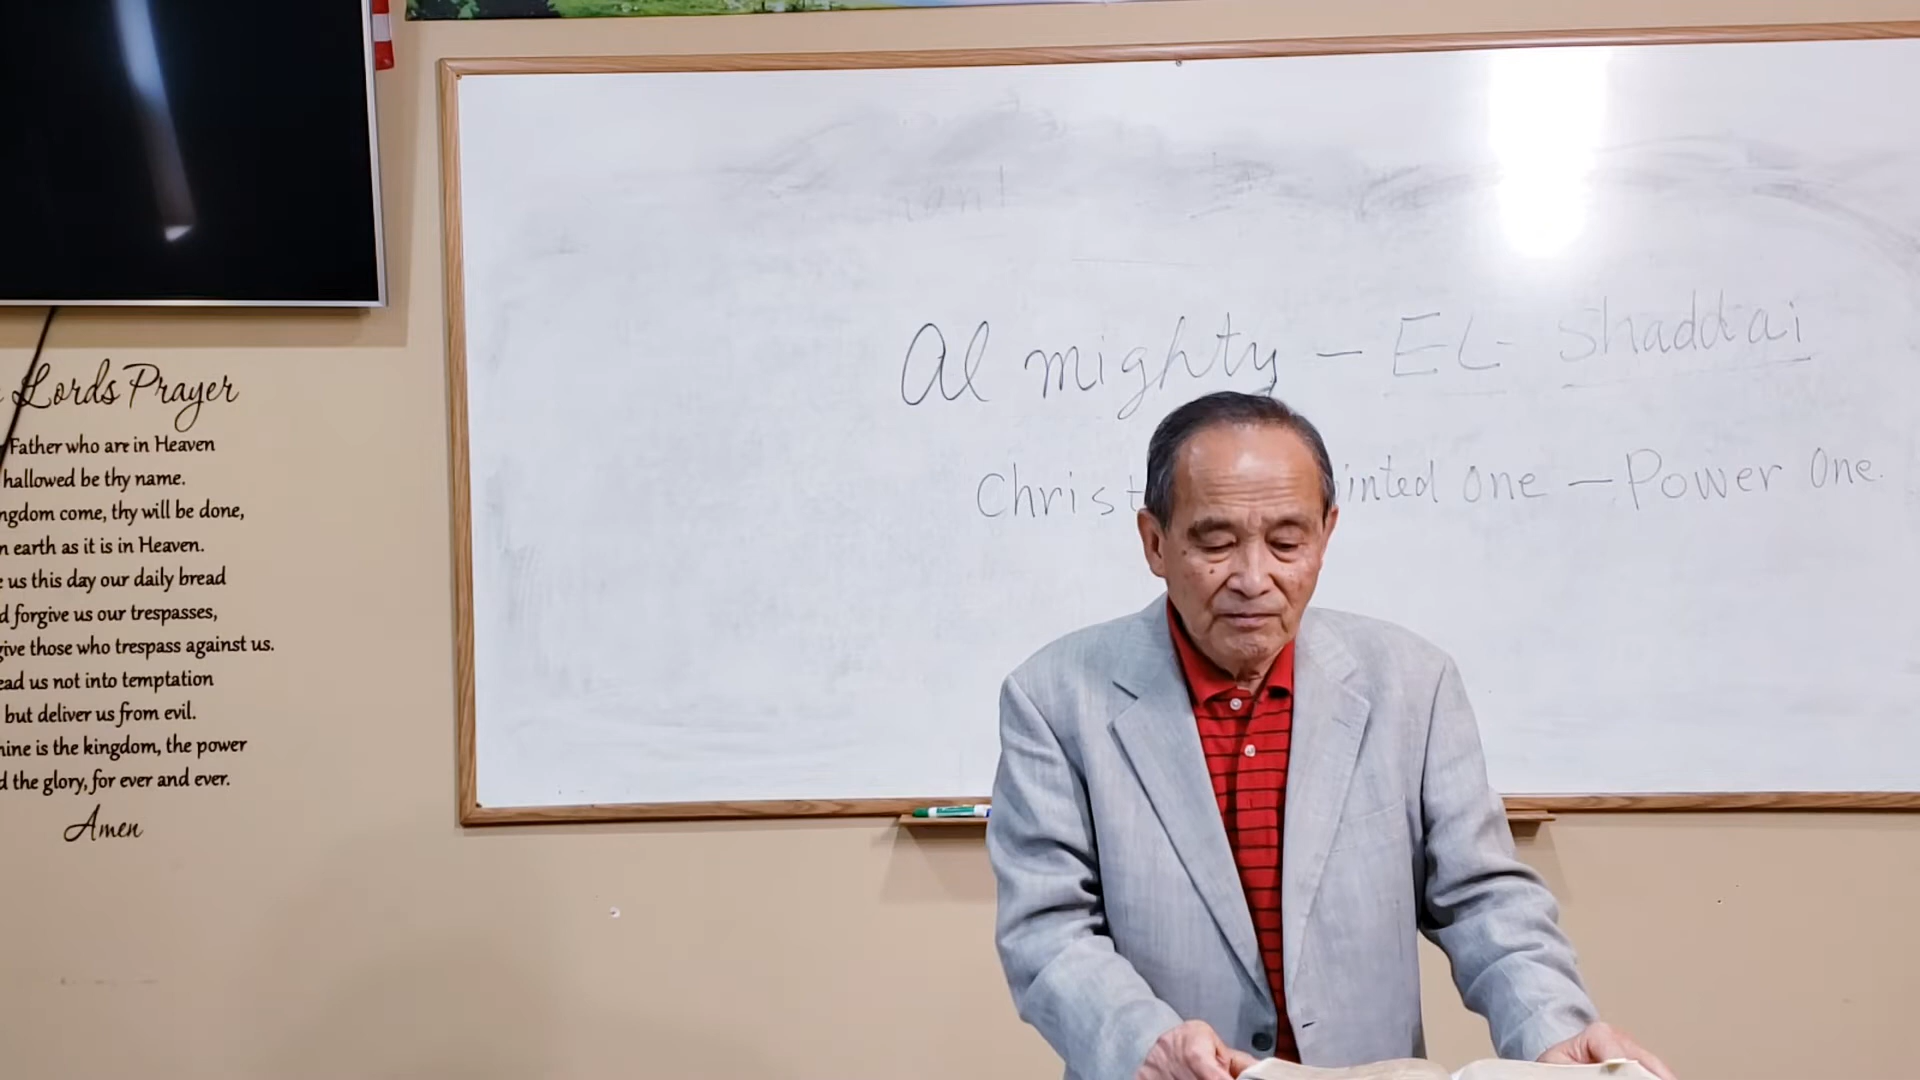 Lords Prayer
Father who are in Heaven
hallowed be thy name.
ngdom come, thy will be done,
n earth as it is in Heaven.
us this day our daily bread
d forgive us our trespasses,
give those who trespass against us.
ead us not into temptation
but deliver us from evil.
hine is the kingdom, the power
d the glory, for ever and ever.
Amen
Al mighty – EL- Shaddai
Christ inted one – Power One.